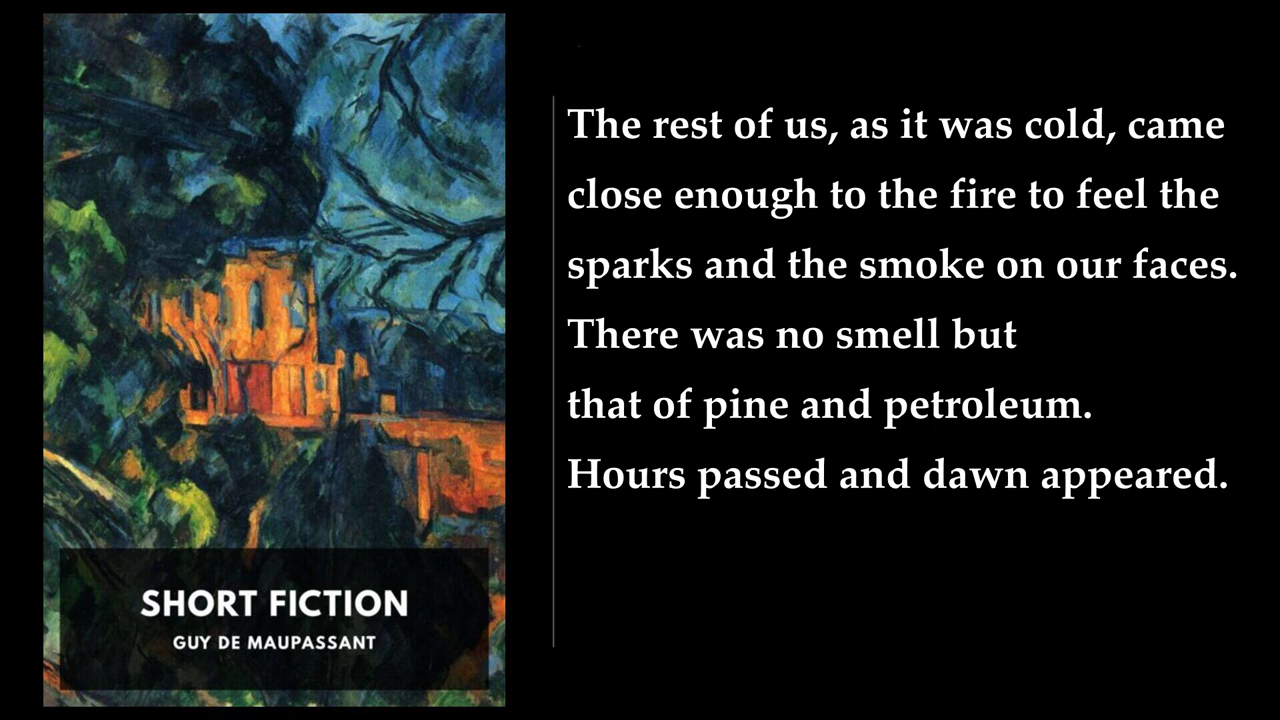 SHORT FICTION
GUY DE MAUPASSANT
The rest of us, as it was cold, came
close enough to the fire to feel the
sparks and the smoke on our faces.
There was no smell but
that of pine and petroleum.
Hours passed and dawn appeared.